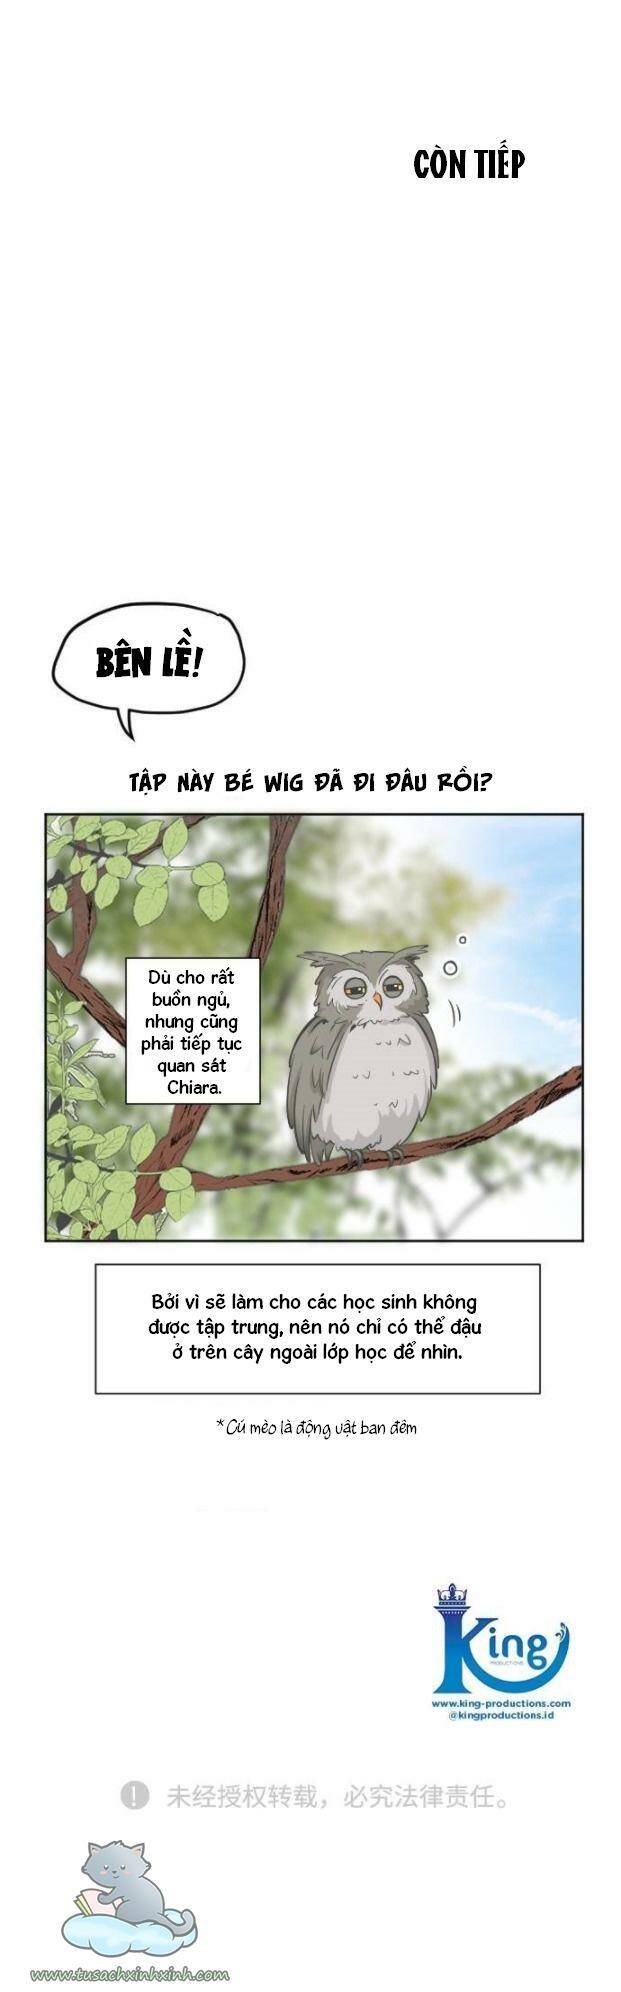 CÒN TIẾP
BÊN LỀ!
TẬP NÀY BÉ WIG ĐÃ ĐI ĐÂU RỒI?
Dù cho rất
buồn ngủ,
nhưng cũng
phải tiếp tục
quan sát
Chiara.
Bởi vì sẽ làm cho các học sinh không
được tập trung, nên nó chỉ có thể đậu
ở trên cây ngoài lớp học để nhìn.
*Cú mèo là động vật ban đêm
King
PRODUCTIONS
www.king-productions.com
@kingproductions.id
! 未经授权转载，必究法律责任。
www.tusachxinhxinh.com